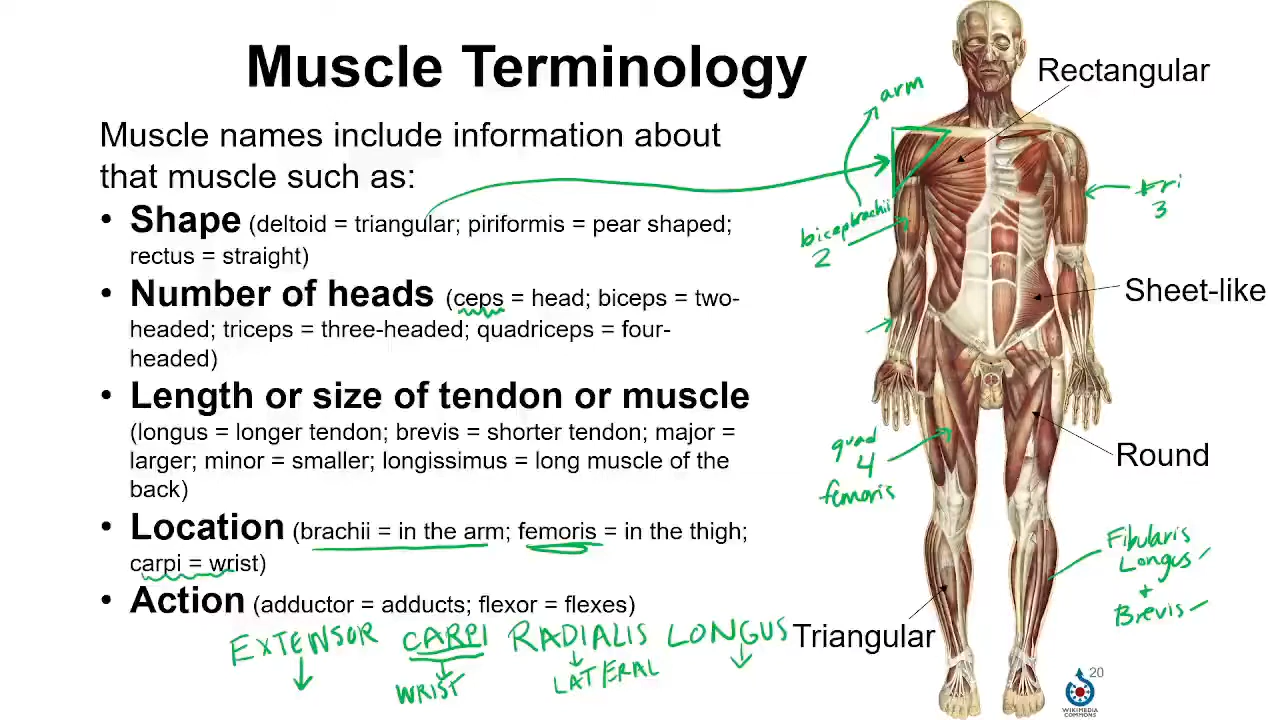 Muscle Terminology
Muscle names include information about
that muscle such as:
• Shape (deltoid = triangular; piriformis = pear shaped;
rectus = straight)
• Number of heads (ceps = head; biceps = two-
headed; triceps = three-headed; quadriceps = four-
headed)
• Length or size of tendon or muscle
(longus = longer tendon; brevis = shorter tendon; major =
larger; minor = smaller; longissimus = long muscle of the
back)
• Location (brachii = in the arm; femoris = in the thigh;
carpi = wrist)
• Action (adductor = adducts; flexor = flexes)
EXTENSOR CARPI RADIALIS LONGUS
WRIST
LATERAL
arm
bicep brachii
2
quad
4
femoris
Rectangular
tri
3
Sheet-like
Round
Fibularis
Longus
+
Brevis
Triangular
20
WIKIMEDIA
COMMONS